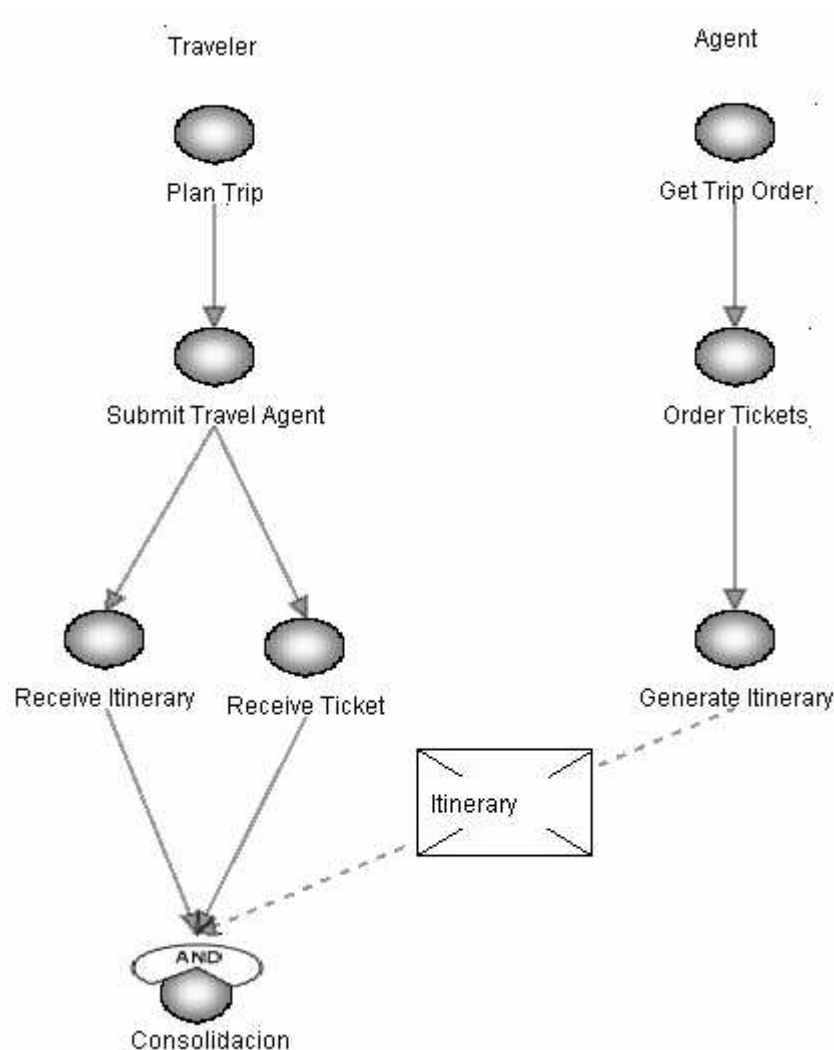 Traveler
Agent
Plan Trip
Get Trip Order
Submit Travel Agent
Order Tickets
Receive Itinerary
Receive Ticket
Generate Itinerary
Itinerary
AND
Consolidacion